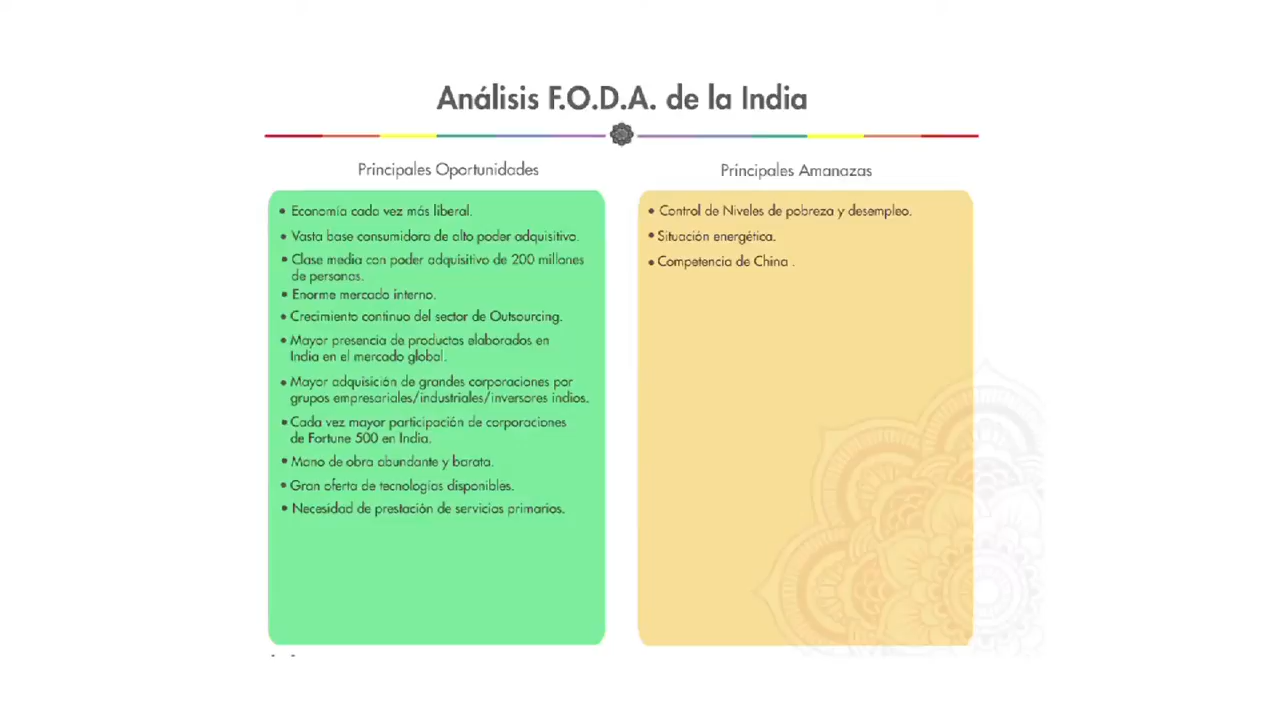 Análisis F.O.D.A. de la India
Principales Oportunidades
• Economía cada vez más liberal.
• Vasta base consumidora de alto poder adquisitivo.
• Clase media con poder adquisitivo de 200 millones
de personas.
• Enorme mercado interno.
• Crecimiento continuo del sector de Outsourcing.
• Mayor presencia de productos elaborados en
India en el mercado global.
• Mayor adquisición de grandes corporaciones por
grupos empresariales/industriales/inversores indios.
• Cada vez mayor participación de corporaciones
de Fortune 500 en India.
• Mano de obra abundante y barata.
• Gran oferta de tecnologías disponibles.
• Necesidad de prestación de servicios primarios.
Principales Amanazas
• Control de Niveles de pobreza y desempleo.
• Situación energética.
• Competencia de China .